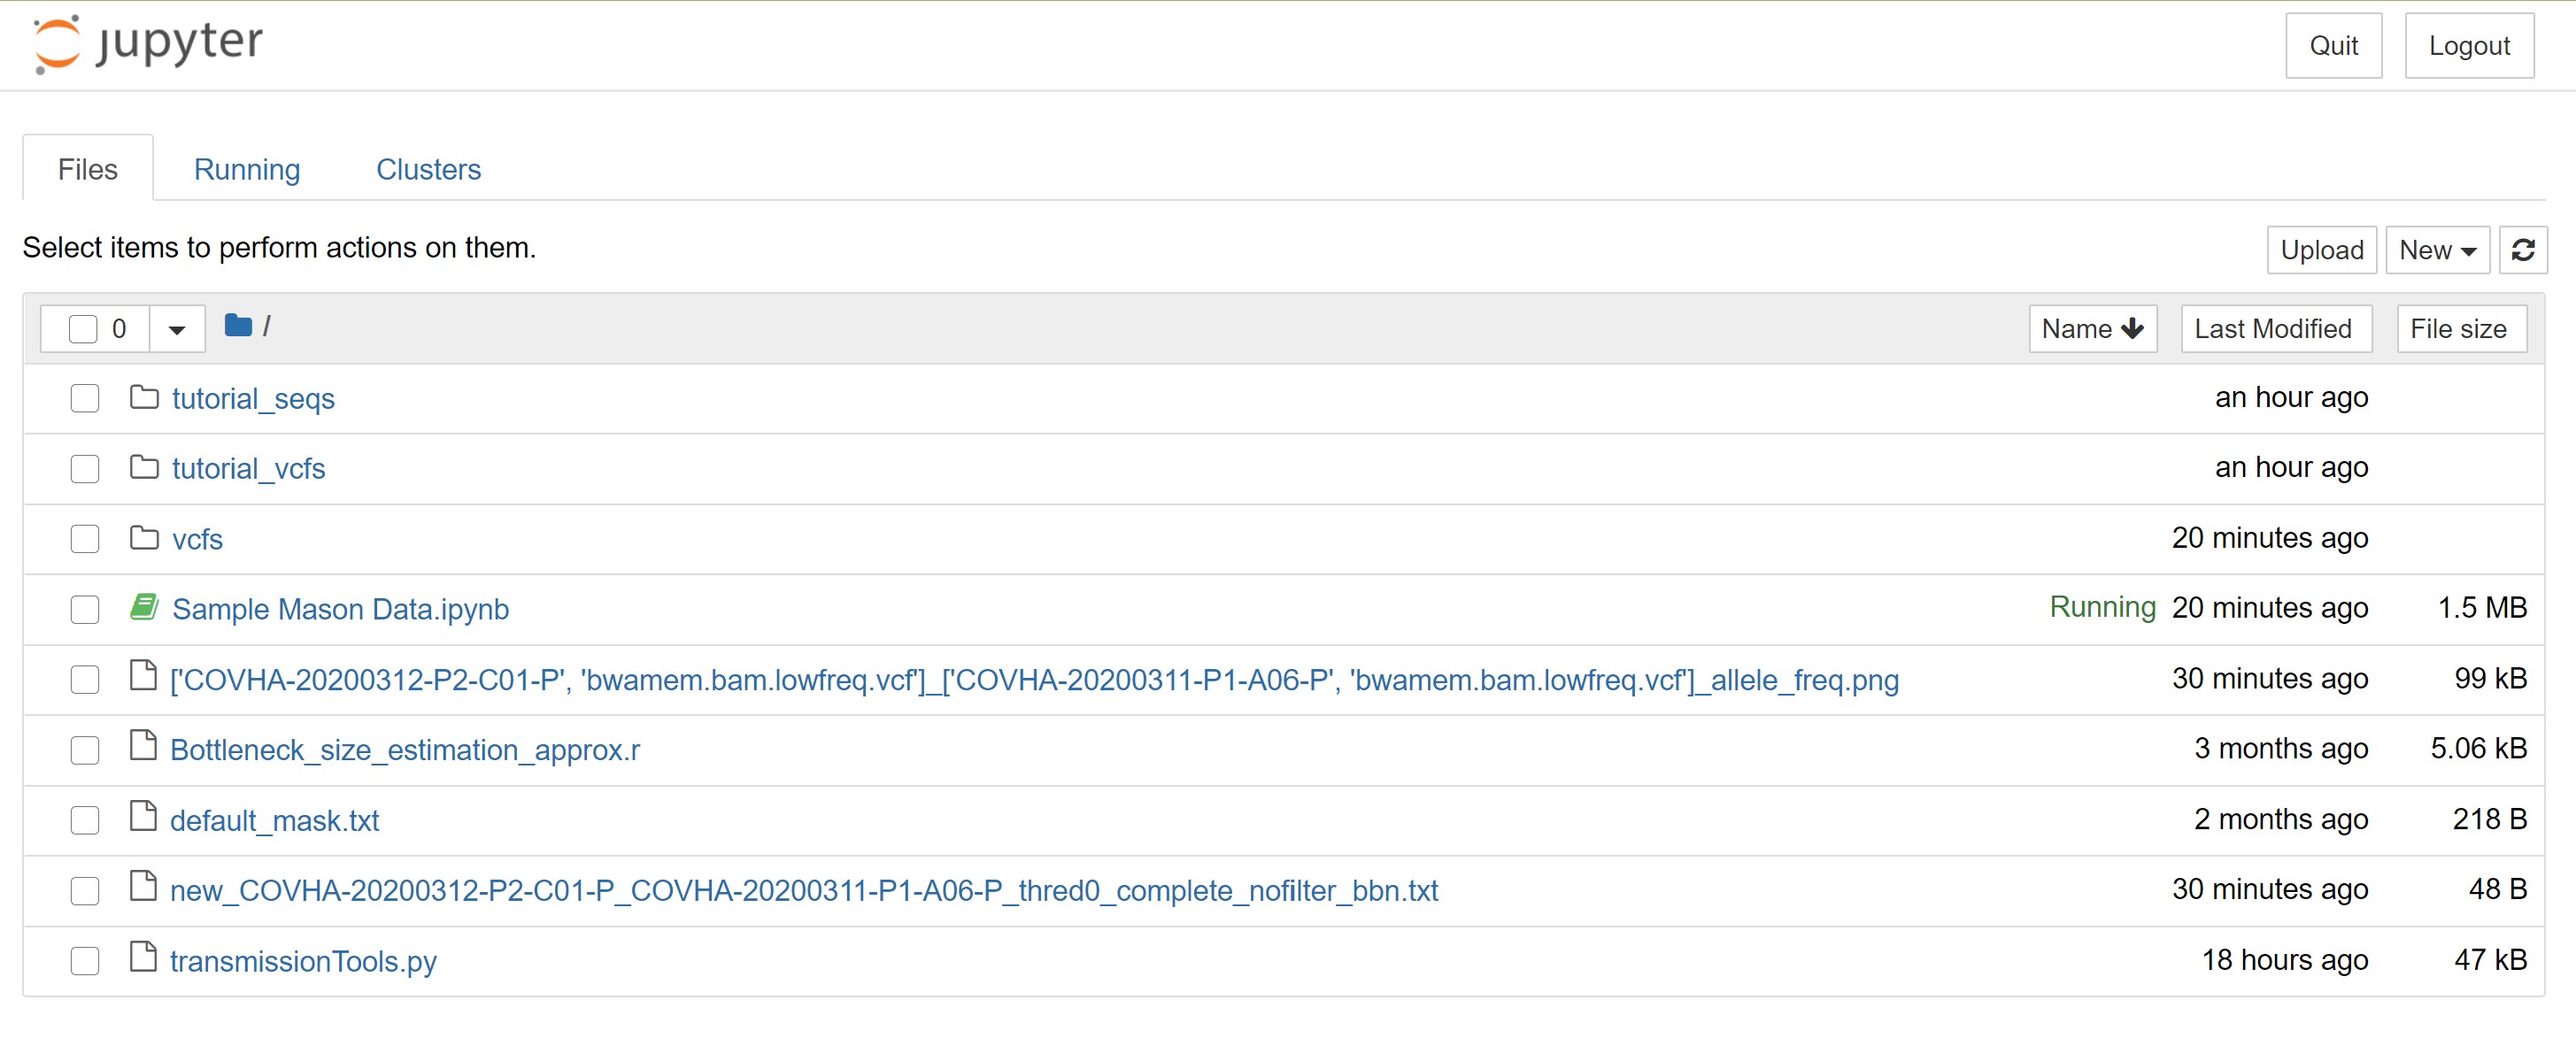 jupyter Quit Logout
Files Running Clusters
Select items to perform actions on them. Upload New
0 / Name Last Modified File size
tutorial_seqs an hour ago
tutorial_vcfs an hour ago
vcfs 20 minutes ago
Sample Mason Data.ipynb Running 20 minutes ago 1.5 MB
['COVHA-20200312-P2-C01-P', 'bwamem.bam.lowfreq.vcf']_['COVHA-20200311-P1-A06-P', 'bwamem.bam.lowfreq.vcf']_allele_freq.png 30 minutes ago 99 kB
Bottleneck_size_estimation_approx.r 3 months ago 5.06 kB
default_mask.txt 2 months ago 218 B
new_COVHA-20200312-P2-C01-P_COVHA-20200311-P1-A06-P_thred0_complete_nofilter_bbn.txt 30 minutes ago 48 B
transmissionTools.py 18 hours ago 47 kB